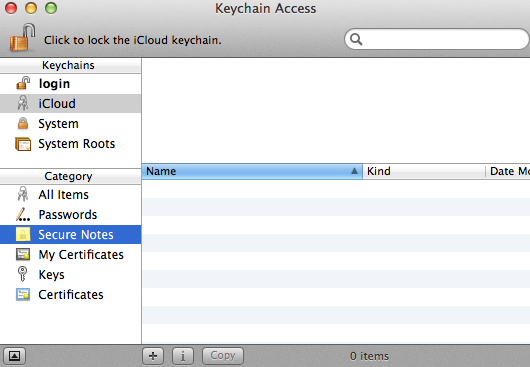 Keychain Access
Click to lock the iCloud keychain.
Keychains
login
iCloud
System
System Roots
Name Kind Date Mo
Category
All Items
Passwords
Secure Notes
My Certificates
Keys
Certificates
Copy 0 items